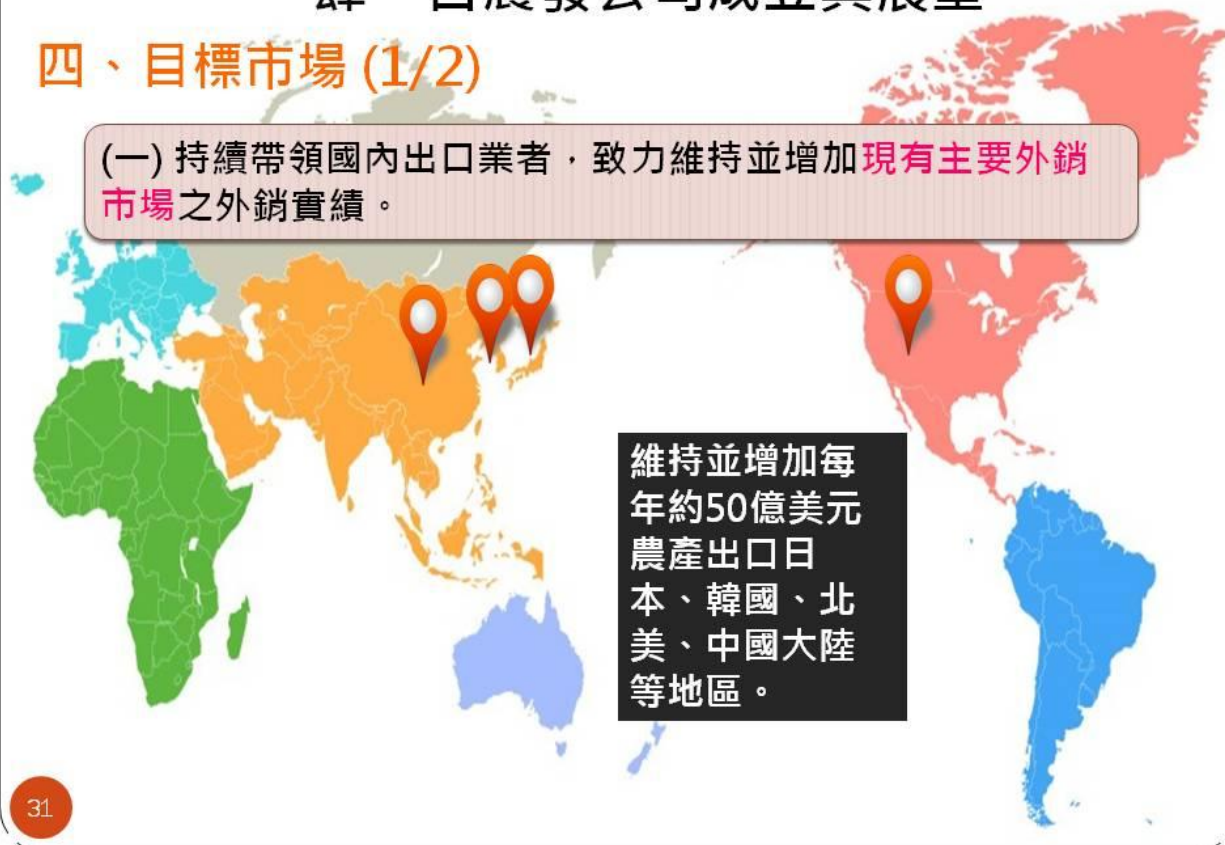 四、目標市場 (1/2)
(一) 持續帶領國內出口業者，致力維持並增加現有主要外銷
市場之外銷實績。
維持並增加每
年約50億美元
農產出口日
本、韓國、北
美、中國大陸
等地區。
31